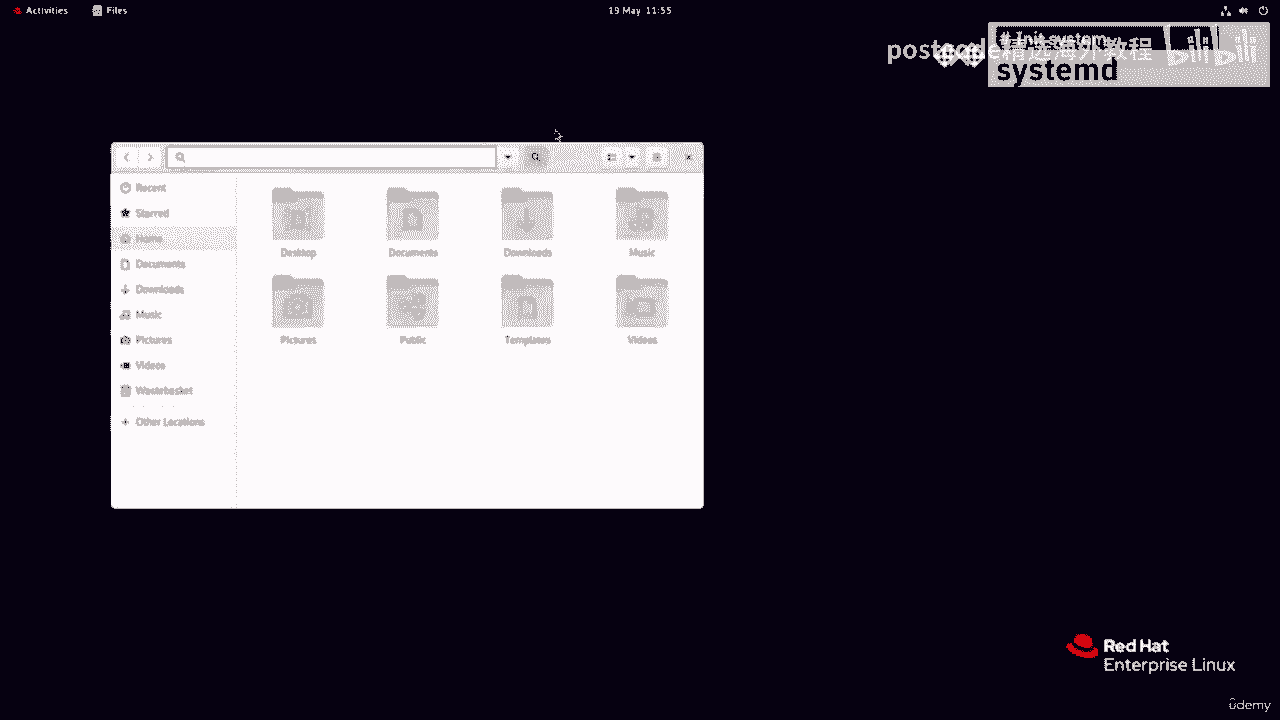 Activities
Files
19 May 11:55
# Init system
postcode精选海外教程
bilibili
systemd
Recent
Starred
Home
Documents
Downloads
Music
Pictures
Videos
Wastebasket
Other Locations
Desktop
Documents
Downloads
Music
Pictures
Public
Templates
Videos
Red Hat
Enterprise Linux
ûdemy